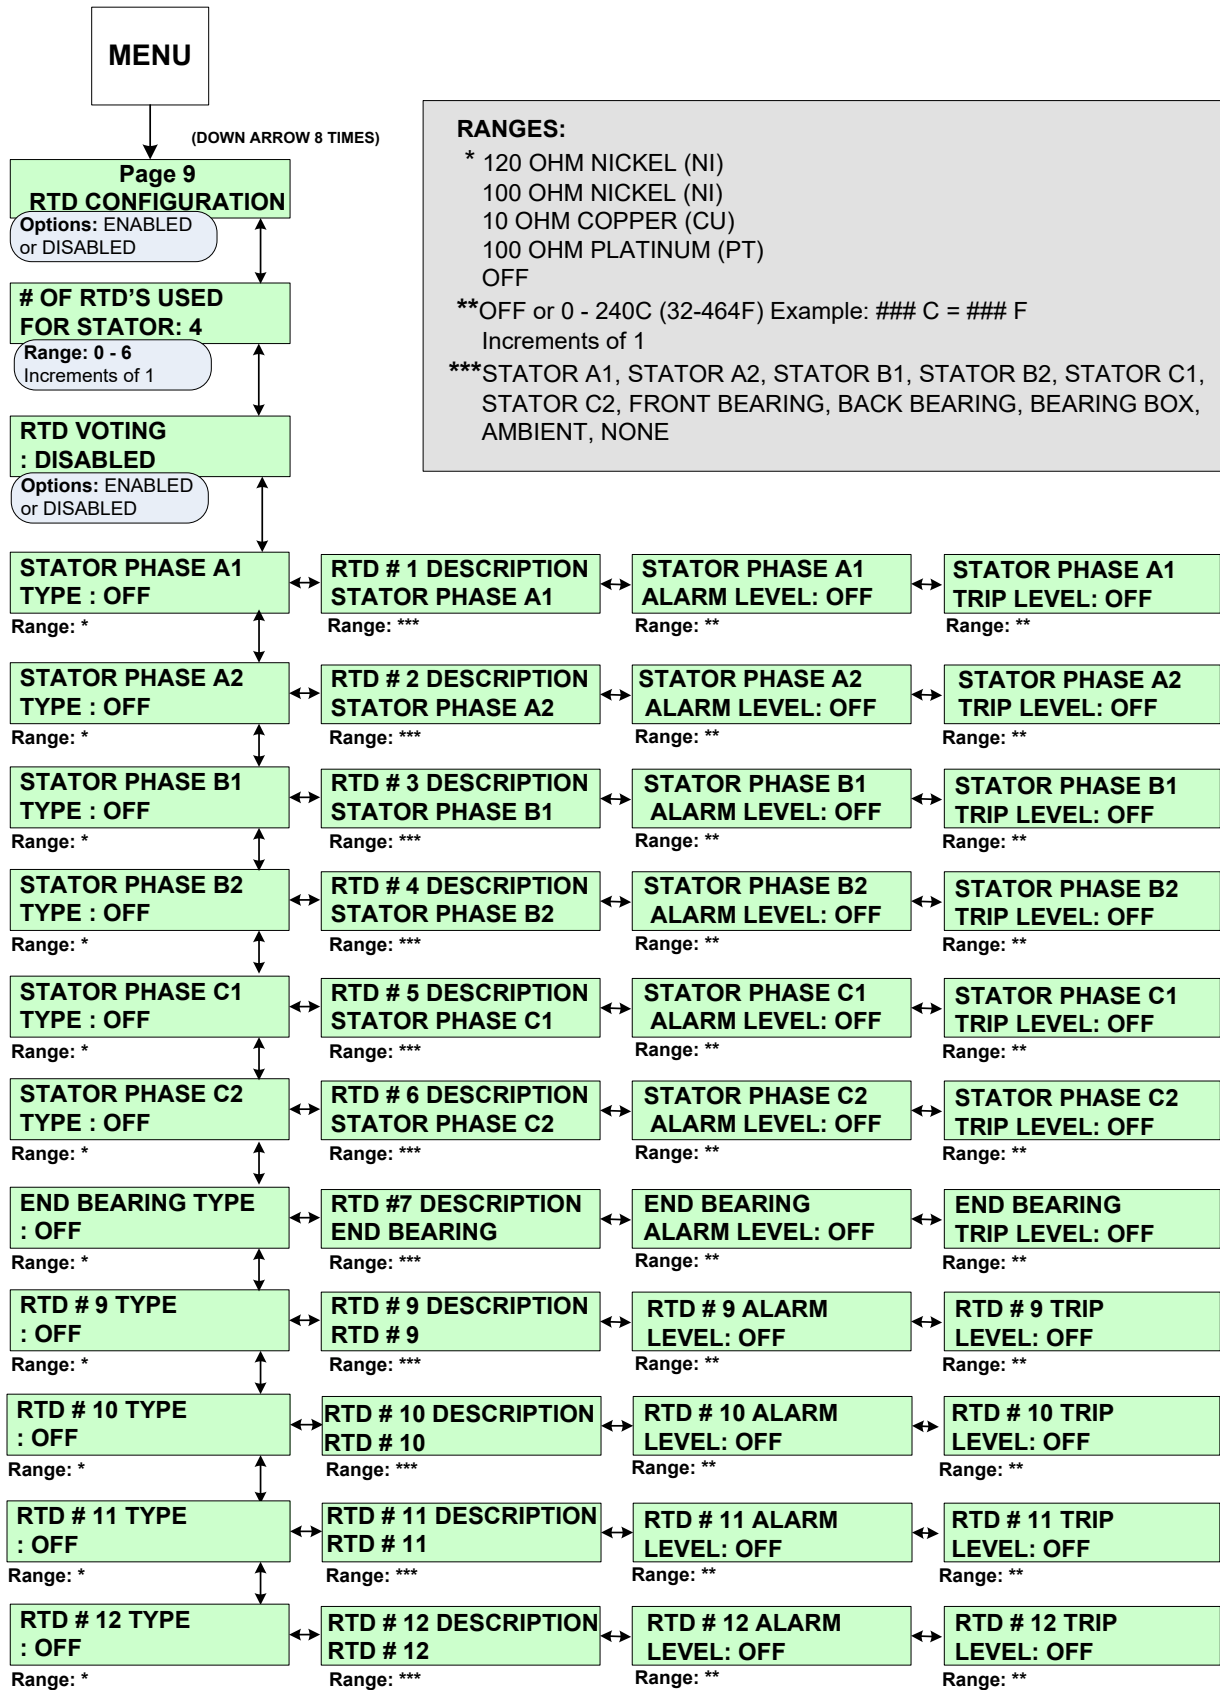 MENU
(DOWN ARROW 8 TIMES)
Page 9
RTD CONFIGURATION
Options: ENABLED
or DISABLED
# OF RTD'S USED
FOR STATOR: 4
Range: 0 - 6
Increments of 1
RTD VOTING
: DISABLED
Options: ENABLED
or DISABLED
RANGES:
* 120 OHM NICKEL (NI)
100 OHM NICKEL (NI)
10 OHM COPPER (CU)
100 OHM PLATINUM (PT)
OFF
**OFF or 0 - 240C (32-464F) Example: ### C = ### F
Increments of 1
***STATOR A1, STATOR A2, STATOR B1, STATOR B2, STATOR C1,
STATOR C2, FRONT BEARING, BACK BEARING, BEARING BOX,
AMBIENT, NONE
STATOR PHASE A1
TYPE : OFF
Range: *
RTD # 1 DESCRIPTION
STATOR PHASE A1
Range: ***
STATOR PHASE A1
ALARM LEVEL: OFF
Range: **
STATOR PHASE A1
TRIP LEVEL: OFF
Range: **
STATOR PHASE A2
TYPE : OFF
Range: *
RTD # 2 DESCRIPTION
STATOR PHASE A2
Range: ***
STATOR PHASE A2
ALARM LEVEL: OFF
Range: **
STATOR PHASE A2
TRIP LEVEL: OFF
Range: **
STATOR PHASE B1
TYPE : OFF
Range: *
RTD # 3 DESCRIPTION
STATOR PHASE B1
Range: ***
STATOR PHASE B1
ALARM LEVEL: OFF
Range: **
STATOR PHASE B1
TRIP LEVEL: OFF
Range: **
STATOR PHASE B2
TYPE : OFF
Range: *
RTD # 4 DESCRIPTION
STATOR PHASE B2
Range: ***
STATOR PHASE B2
ALARM LEVEL: OFF
Range: **
STATOR PHASE B2
TRIP LEVEL: OFF
Range: **
STATOR PHASE C1
TYPE : OFF
Range: *
RTD # 5 DESCRIPTION
STATOR PHASE C1
Range: ***
STATOR PHASE C1
ALARM LEVEL: OFF
Range: **
STATOR PHASE C1
TRIP LEVEL: OFF
Range: **
STATOR PHASE C2
TYPE : OFF
Range: *
RTD # 6 DESCRIPTION
STATOR PHASE C2
Range: ***
STATOR PHASE C2
ALARM LEVEL: OFF
Range: **
STATOR PHASE C2
TRIP LEVEL: OFF
Range: **
END BEARING TYPE
: OFF
Range: *
RTD #7 DESCRIPTION
END BEARING
Range: ***
END BEARING
ALARM LEVEL: OFF
Range: **
END BEARING
TRIP LEVEL: OFF
Range: **
RTD # 9 TYPE
: OFF
Range: *
RTD # 9 DESCRIPTION
RTD # 9
Range: ***
RTD # 9 ALARM
LEVEL: OFF
Range: **
RTD # 9 TRIP
LEVEL: OFF
Range: **
RTD # 10 TYPE
: OFF
Range: *
RTD # 10 DESCRIPTION
RTD # 10
Range: ***
RTD # 10 ALARM
LEVEL: OFF
Range: **
RTD # 10 TRIP
LEVEL: OFF
Range: **
RTD # 11 TYPE
: OFF
Range: *
RTD # 11 DESCRIPTION
RTD # 11
Range: ***
RTD # 11 ALARM
LEVEL: OFF
Range: **
RTD # 11 TRIP
LEVEL: OFF
Range: **
RTD # 12 TYPE
: OFF
Range: *
RTD # 12 DESCRIPTION
RTD # 12
Range: ***
RTD # 12 ALARM
LEVEL: OFF
Range: **
RTD # 12 TRIP
LEVEL: OFF
Range: **